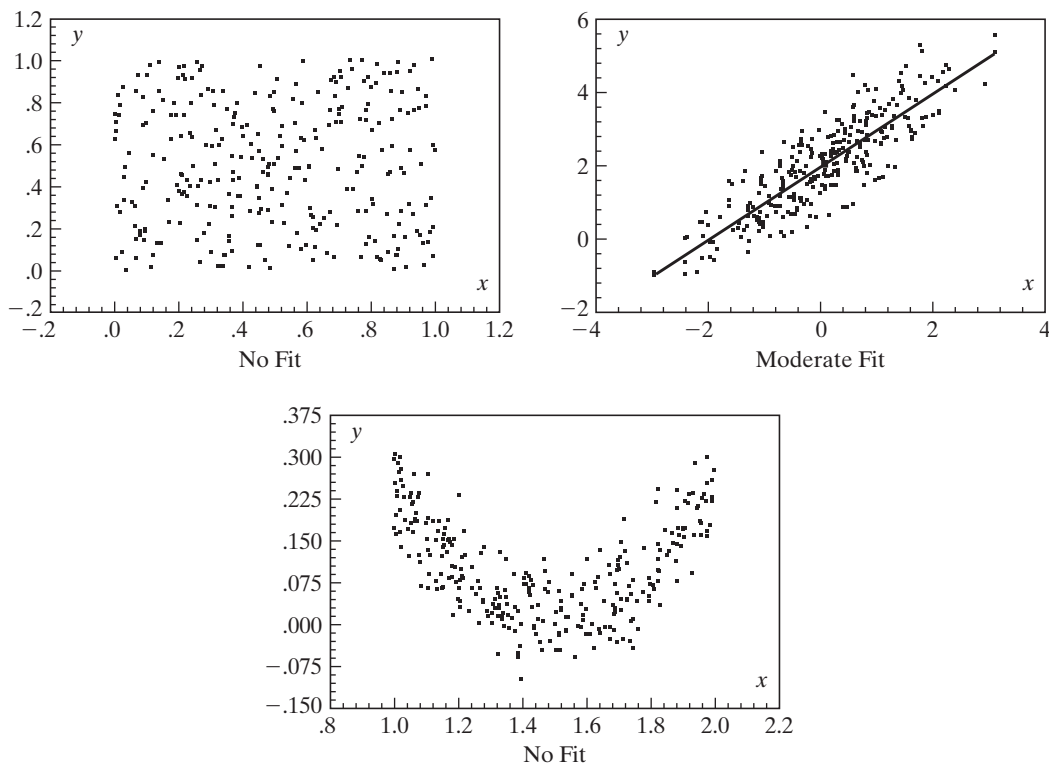 1.2
y
1.0
.8
.6
.4
.2
.0
x
−.2
−.2 .0 .2 .4 .6 .8 1.0 1.2
No Fit
6
y
4
2
0
x
−2
−4 −2 0 2 4
Moderate Fit
.375
y
.300
.225
.150
.075
.000
−.075
x
−.150
.8 1.0 1.2 1.4 1.6 1.8 2.0 2.2
No Fit